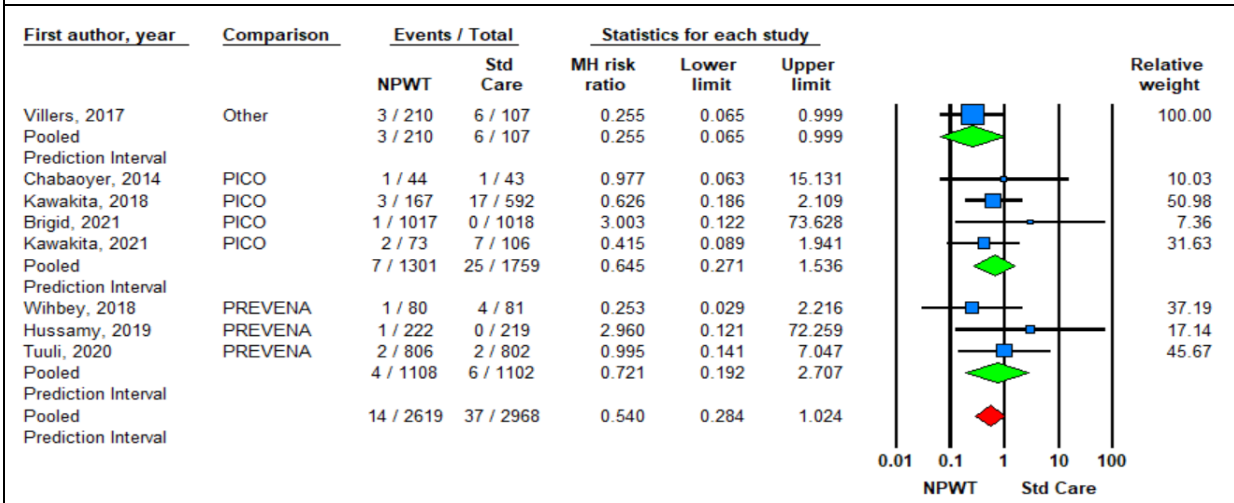 First author, year Comparison Events / Total Statistics for each study
NPWT Std Care MH risk ratio Lower limit Upper limit Relative weight
Villers, 2017 Other 3 / 210 6 / 107 0.255 0.065 0.999 100.00
Pooled 3 / 210 6 / 107 0.255 0.065 0.999
Prediction Interval
Chabaoyer, 2014 PICO 1 / 44 1 / 43 0.977 0.063 15.131 10.03
Kawakita, 2018 PICO 3 / 167 17 / 592 0.626 0.186 2.109 50.98
Brigid, 2021 PICO 1 / 1017 0 / 1018 3.003 0.122 73.628 7.36
Kawakita, 2021 PICO 2 / 73 7 / 106 0.415 0.089 1.941 31.63
Pooled 7 / 1301 25 / 1759 0.645 0.271 1.536
Prediction Interval
Wihbey, 2018 PREVENA 1 / 80 4 / 81 0.253 0.029 2.216 37.19
Hussamy, 2019 PREVENA 1 / 222 0 / 219 2.960 0.121 72.259 17.14
Tuuli, 2020 PREVENA 2 / 806 2 / 802 0.995 0.141 7.047 45.67
Pooled 4 / 1108 6 / 1102 0.721 0.192 2.707
Prediction Interval
Pooled 14 / 2619 37 / 2968 0.540 0.284 1.024
Prediction Interval
0.01 0.1 1 10 100
NPWT Std Care